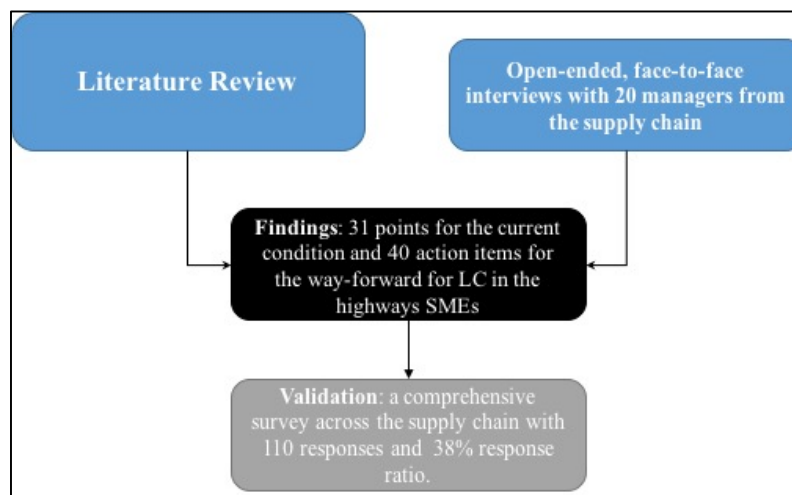 Literature Review
Open-ended, face-to-face
interviews with 20 managers from
the supply chain
Findings: 31 points for the current
condition and 40 action items for
the way-forward for LC in the
highways SMEs
Validation: a comprehensive
survey across the supply chain with
110 responses and 38% response
ratio.